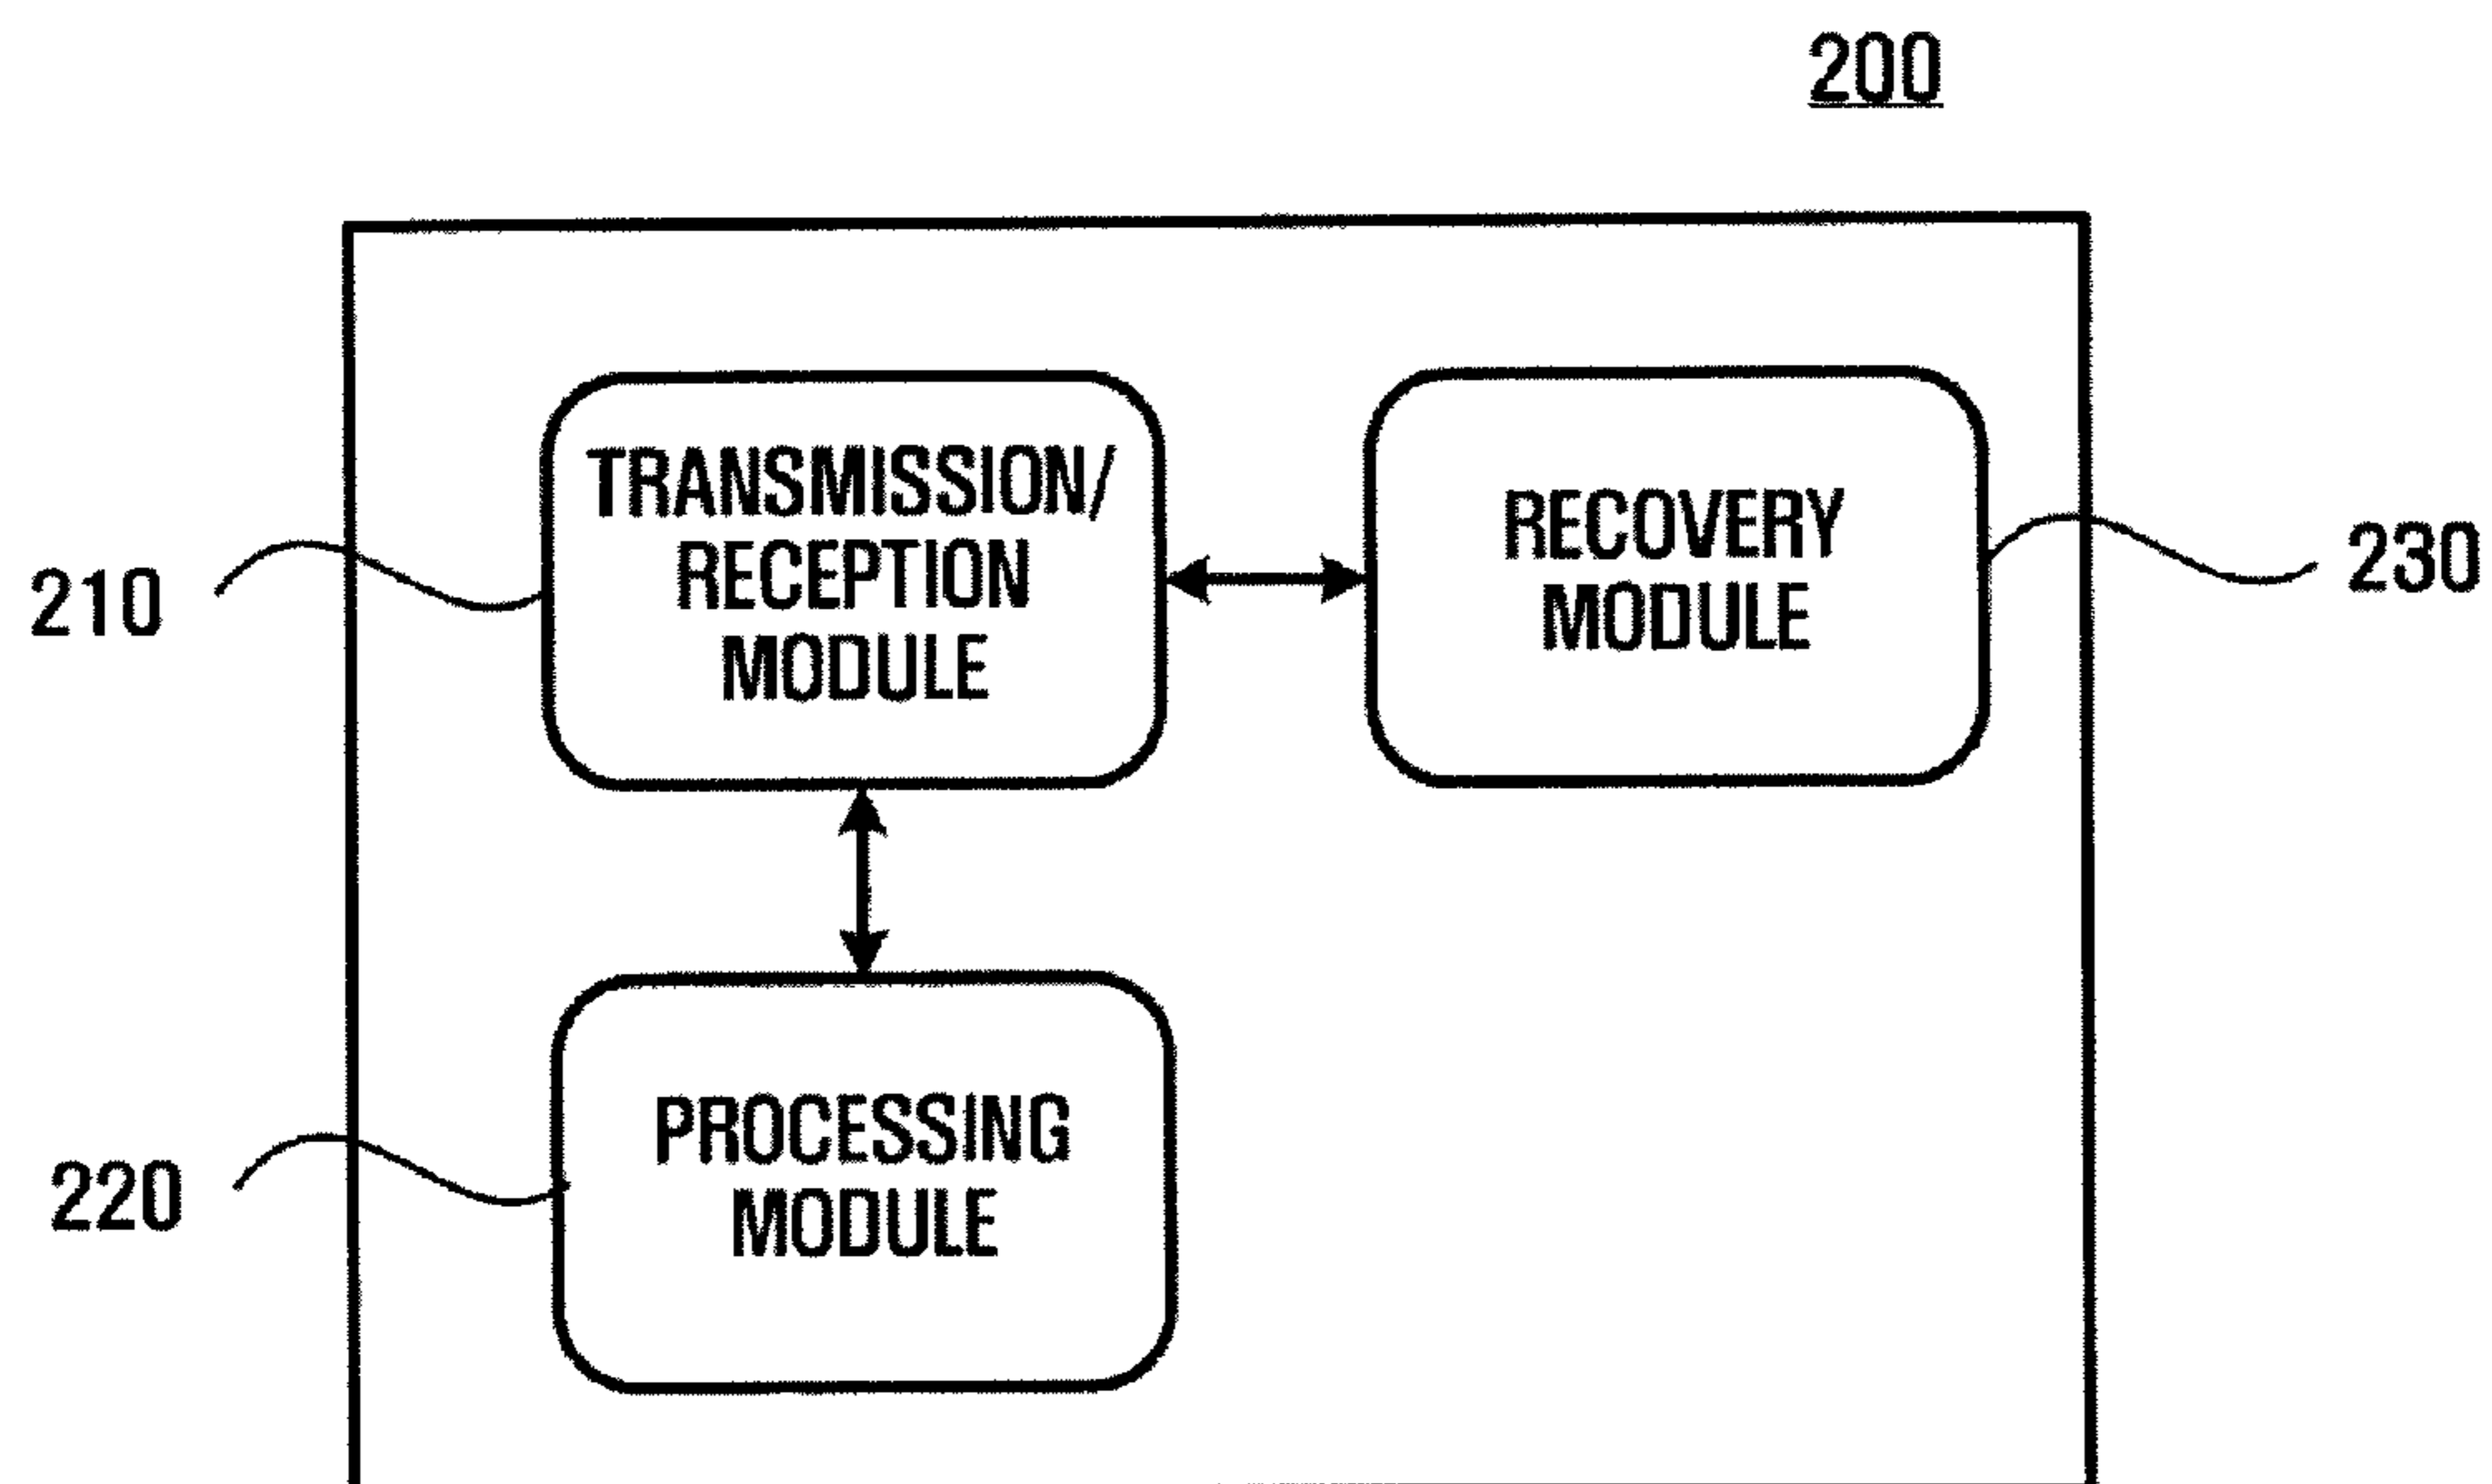 200
TRANSMISSION/
RECEPTION
MODULE
RECOVERY
MODULE
210
230
PROCESSING
MODULE
220